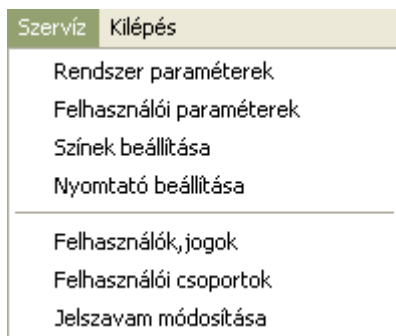 Szervíz Kilépés
Rendszer paraméterek
Felhasználói paraméterek
Színek beállítása
Nyomtató beállítása
Felhasználók,jogok
Felhasználói csoportok
Jelszavam módosítása